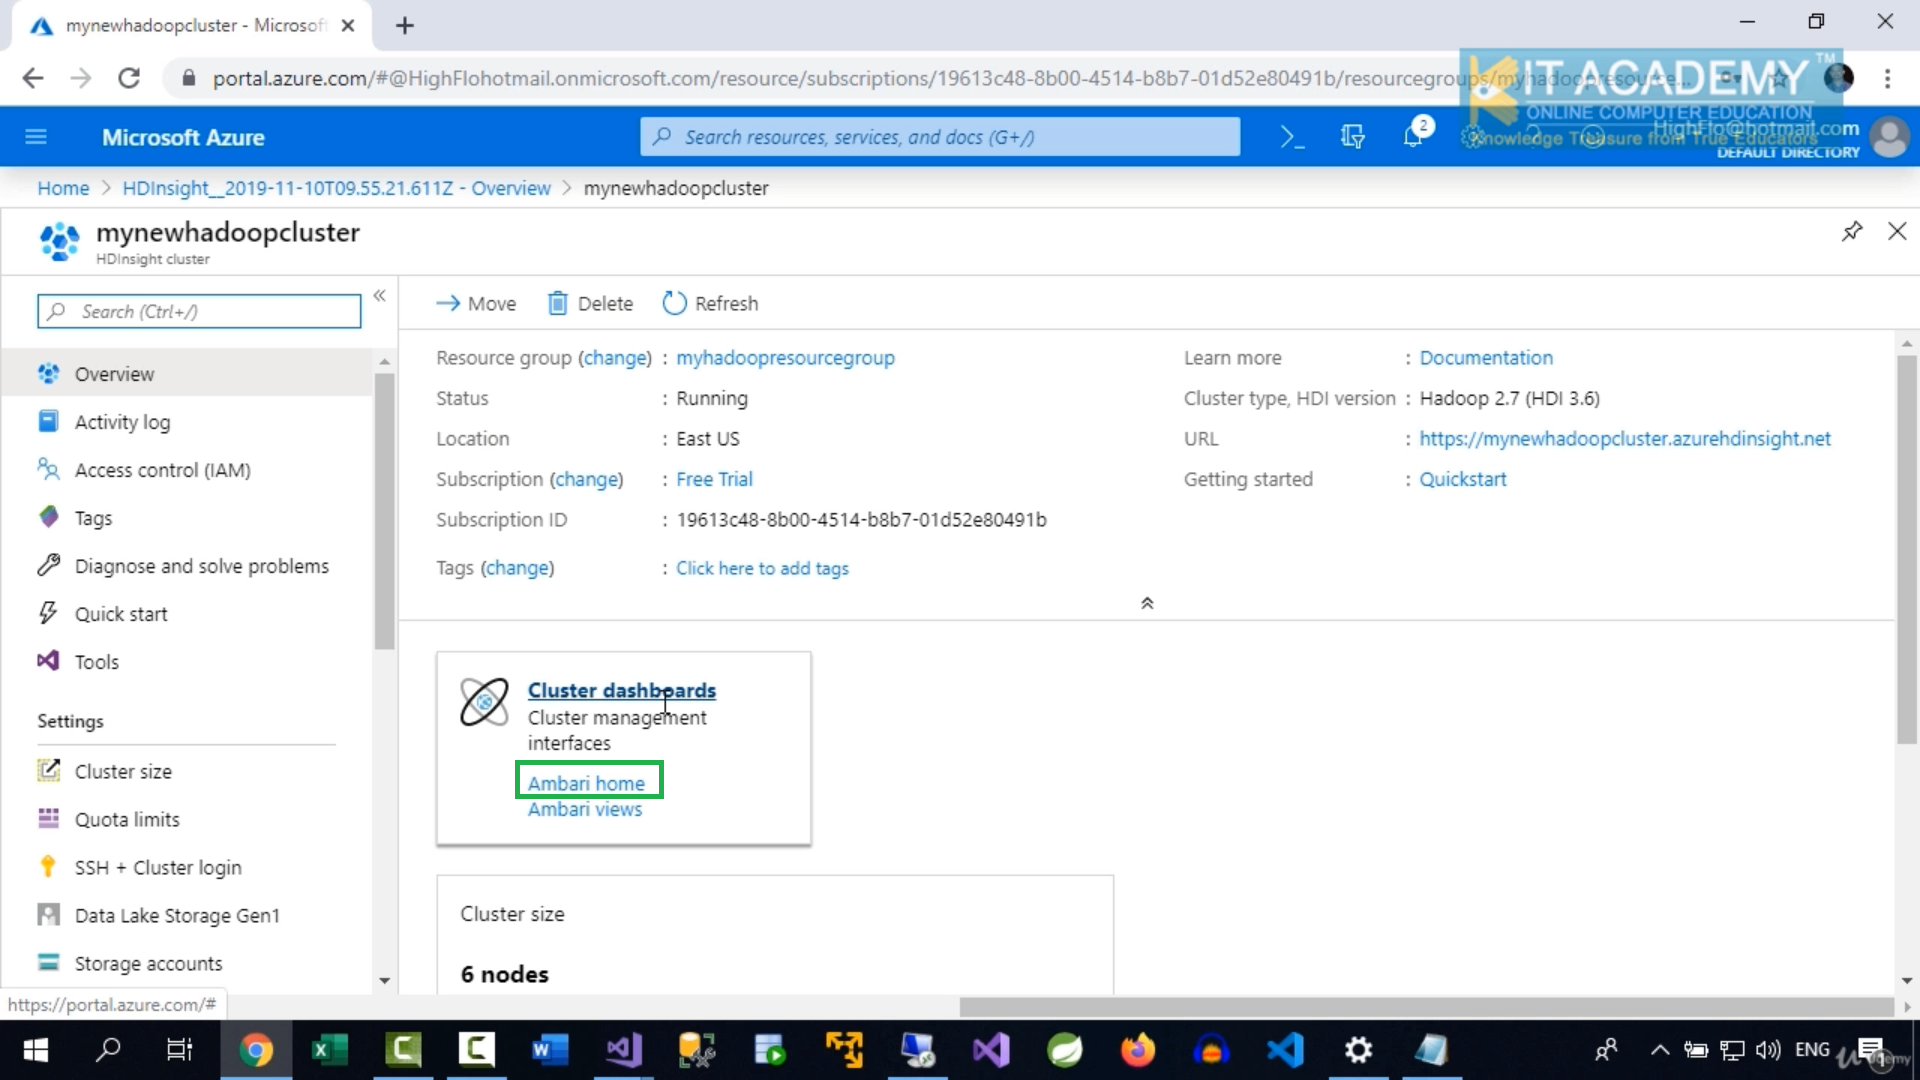 mynewhadoopcluster - Microsoft
portal.azure.com/#@HighFlohotmail.onmicrosoft.com/resource/subscriptions/19613c48-8b00-4514-b8b7-01d52e80491b/resourcegroups/myhadoopresource...
KIT ACADEMY TM
ONLINE COMPUTER EDUCATION
Knowledge Treasure from True Educators
Microsoft Azure
Search resources, services, and docs (G+/)
2
HighFlo@hotmail.com
DEFAULT DIRECTORY
Home > HDInsight__2019-11-10T09.55.21.611Z - Overview > mynewhadoopcluster
mynewhadoopcluster
HDInsight cluster
Search (Ctrl+/)
«
Overview
Activity log
Access control (IAM)
Tags
Diagnose and solve problems
Quick start
Tools
Settings
Cluster size
Quota limits
SSH + Cluster login
Data Lake Storage Gen1
Storage accounts
Move Delete Refresh
Resource group (change) : myhadoopresourcegroup
Status : Running
Location : East US
Subscription (change) : Free Trial
Subscription ID : 19613c48-8b00-4514-b8b7-01d52e80491b
Tags (change) : Click here to add tags
Learn more : Documentation
Cluster type, HDI version : Hadoop 2.7 (HDI 3.6)
URL : https://mynewhadoopcluster.azurehdinsight.net
Getting started : Quickstart
Cluster dashboards
Cluster management
interfaces
Ambari home
Ambari views
Cluster size
6 nodes
https://portal.azure.com/#
ENG
1